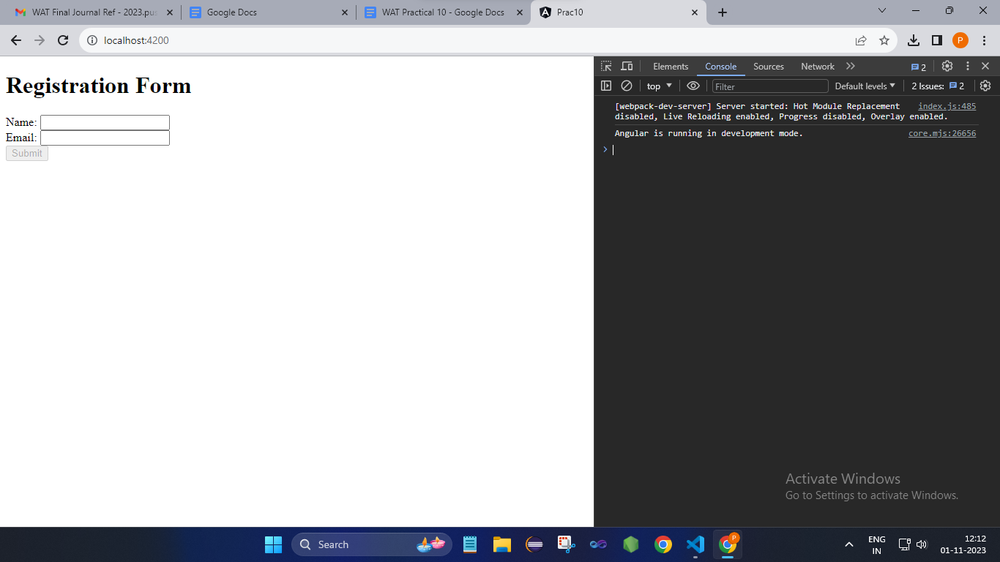 WAT Final Journal Ref - 2023.pu
Google Docs
WAT Practical 10 - Google Docs
Prac10
localhost:4200
P
Registration Form
Name:
Email:
Submit
Elements
Console
Sources
Network
2
top
Filter
Default levels
2 Issues:
2
[webpack-dev-server] Server started: Hot Module Replacement index.js:485
disabled, Live Reloading enabled, Progress disabled, Overlay enabled.
Angular is running in development mode. core.mjs:26656
Activate Windows
Go to Settings to activate Windows.
Search
P
ENG
IN
12:12
01-11-2023